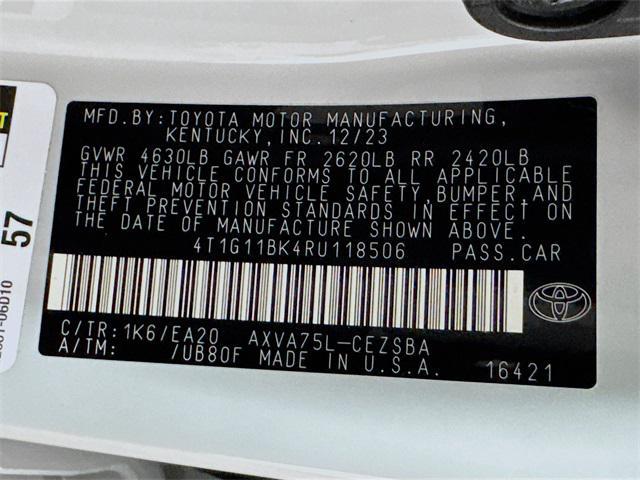 MFD.BY:TOYOTA MOTOR MANUFACTURING,
KENTUCKY,INC.12/23
GVWR 4630LB GAWR FR 2620LB RR 2420LB
THIS VEHICLE CONFORMS TO ALL APPLICABLE
FEDERAL MOTOR VEHICLE SAFETY,BUMPER,AND
THEFT PREVENTION STANDARDS IN EFFECT ON
THE DATE OF MANUFACTURE SHOWN ABOVE.
4T1G11BK4RU118506 PASS.CAR
C/TR:1K6/EA20 AXVA75L-CEZSBA
A/TM: /UB80F MADE IN U.S.A. 16421
57